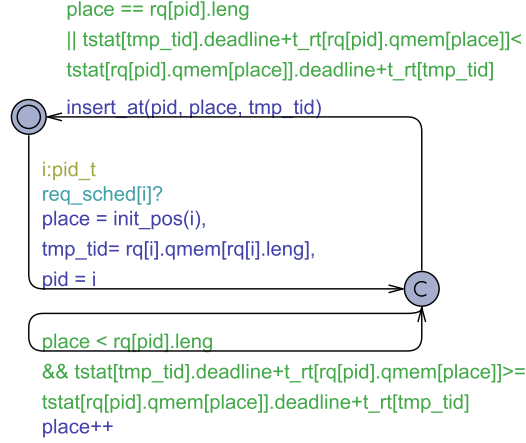 place == rq[pid].leng
|| tstat[tmp_tid].deadline+t_rt[rq[pid].qmem[place]]<
tstat[rq[pid].qmem[place]].deadline+t_rt[tmp_tid]
insert_at(pid, place, tmp_tid)
i:pid_t
req_sched[i]?
place = init_pos(i),
tmp_tid= rq[i].qmem[rq[i].leng],
pid = i
C
place < rq[pid].leng
&& tstat[tmp_tid].deadline+t_rt[rq[pid].qmem[place]]>=
tstat[rq[pid].qmem[place]].deadline+t_rt[tmp_tid]
place++